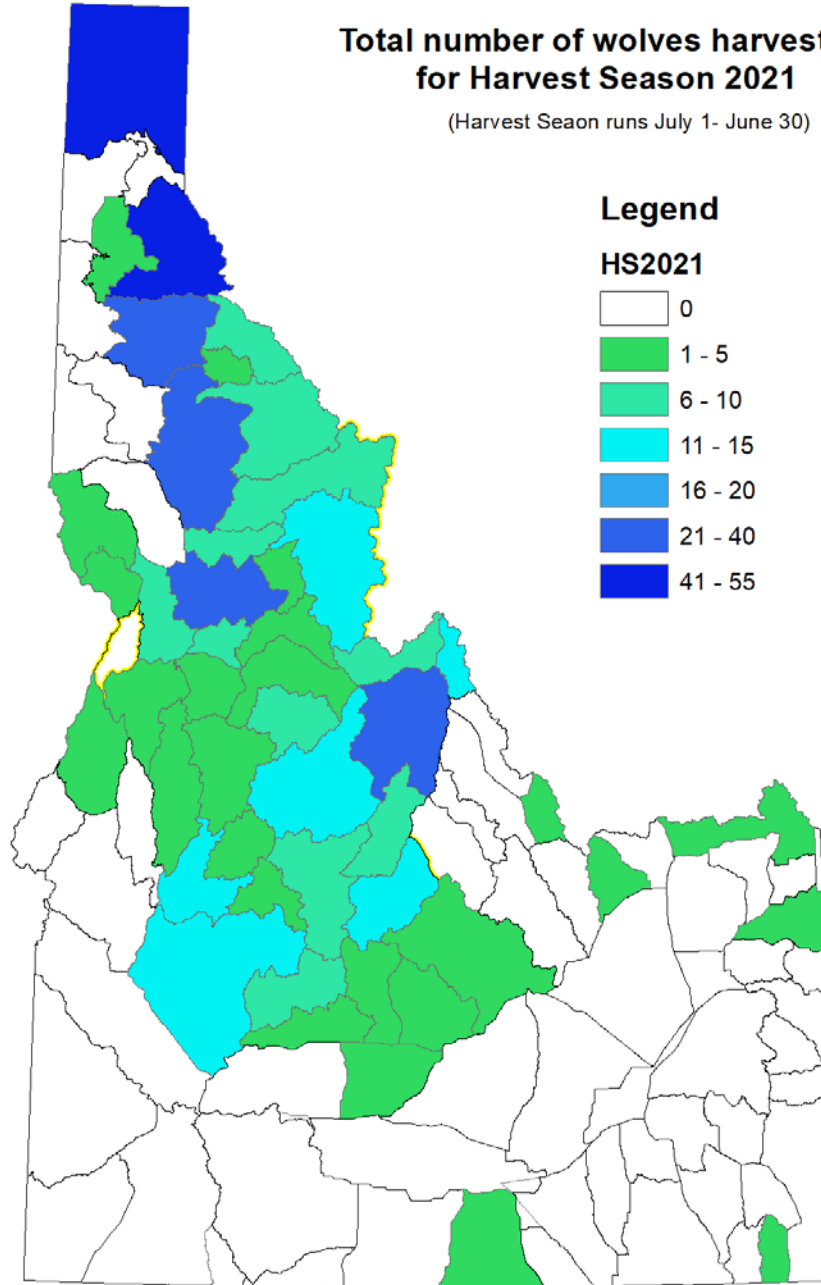 Total number of wolves harvest
for Harvest Season 2021
(Harvest Seaon runs July 1- June 30)
Legend
HS2021
0
1 - 5
6 - 10
11 - 15
16 - 20
21 - 40
41 - 55